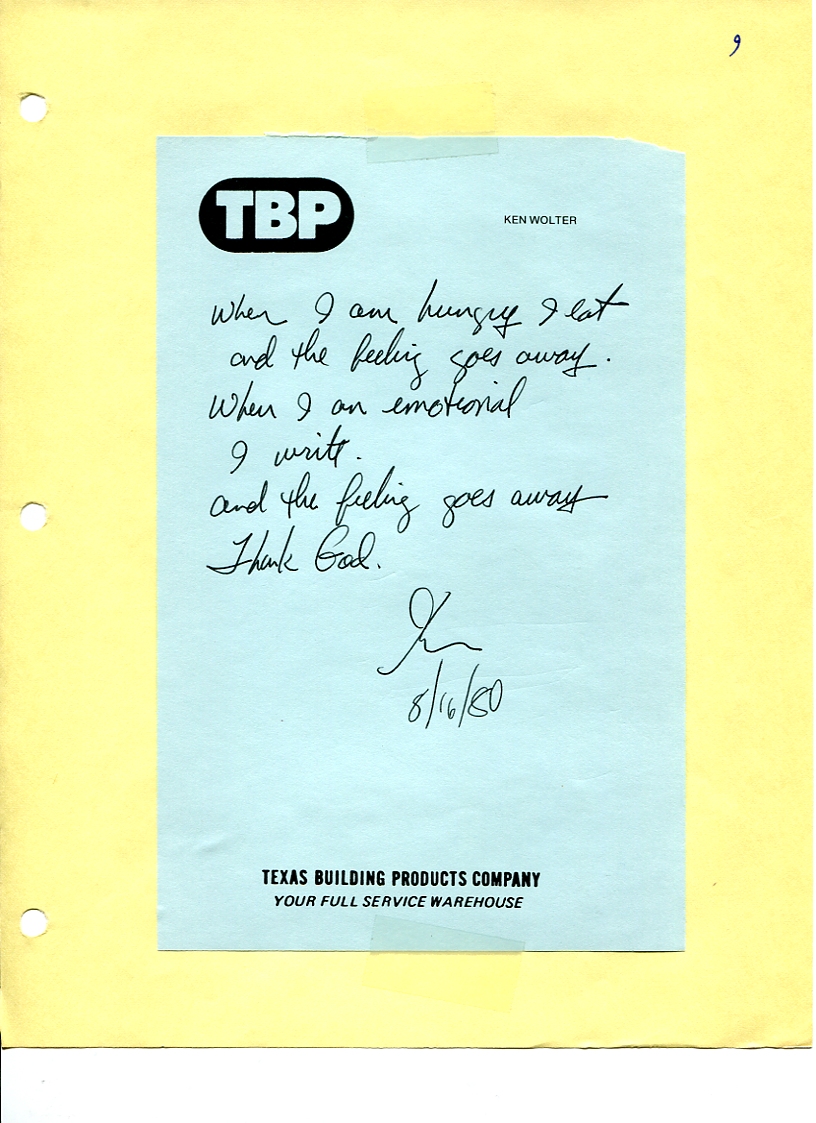 9
TBP
KEN WOLTER
When I am hungry I eat
and the feeling goes away.
When I am emotional
I write.
and the feeling goes away
Thank God.
Ken
8/16/80
TEXAS BUILDING PRODUCTS COMPANY
YOUR FULL SERVICE WAREHOUSE